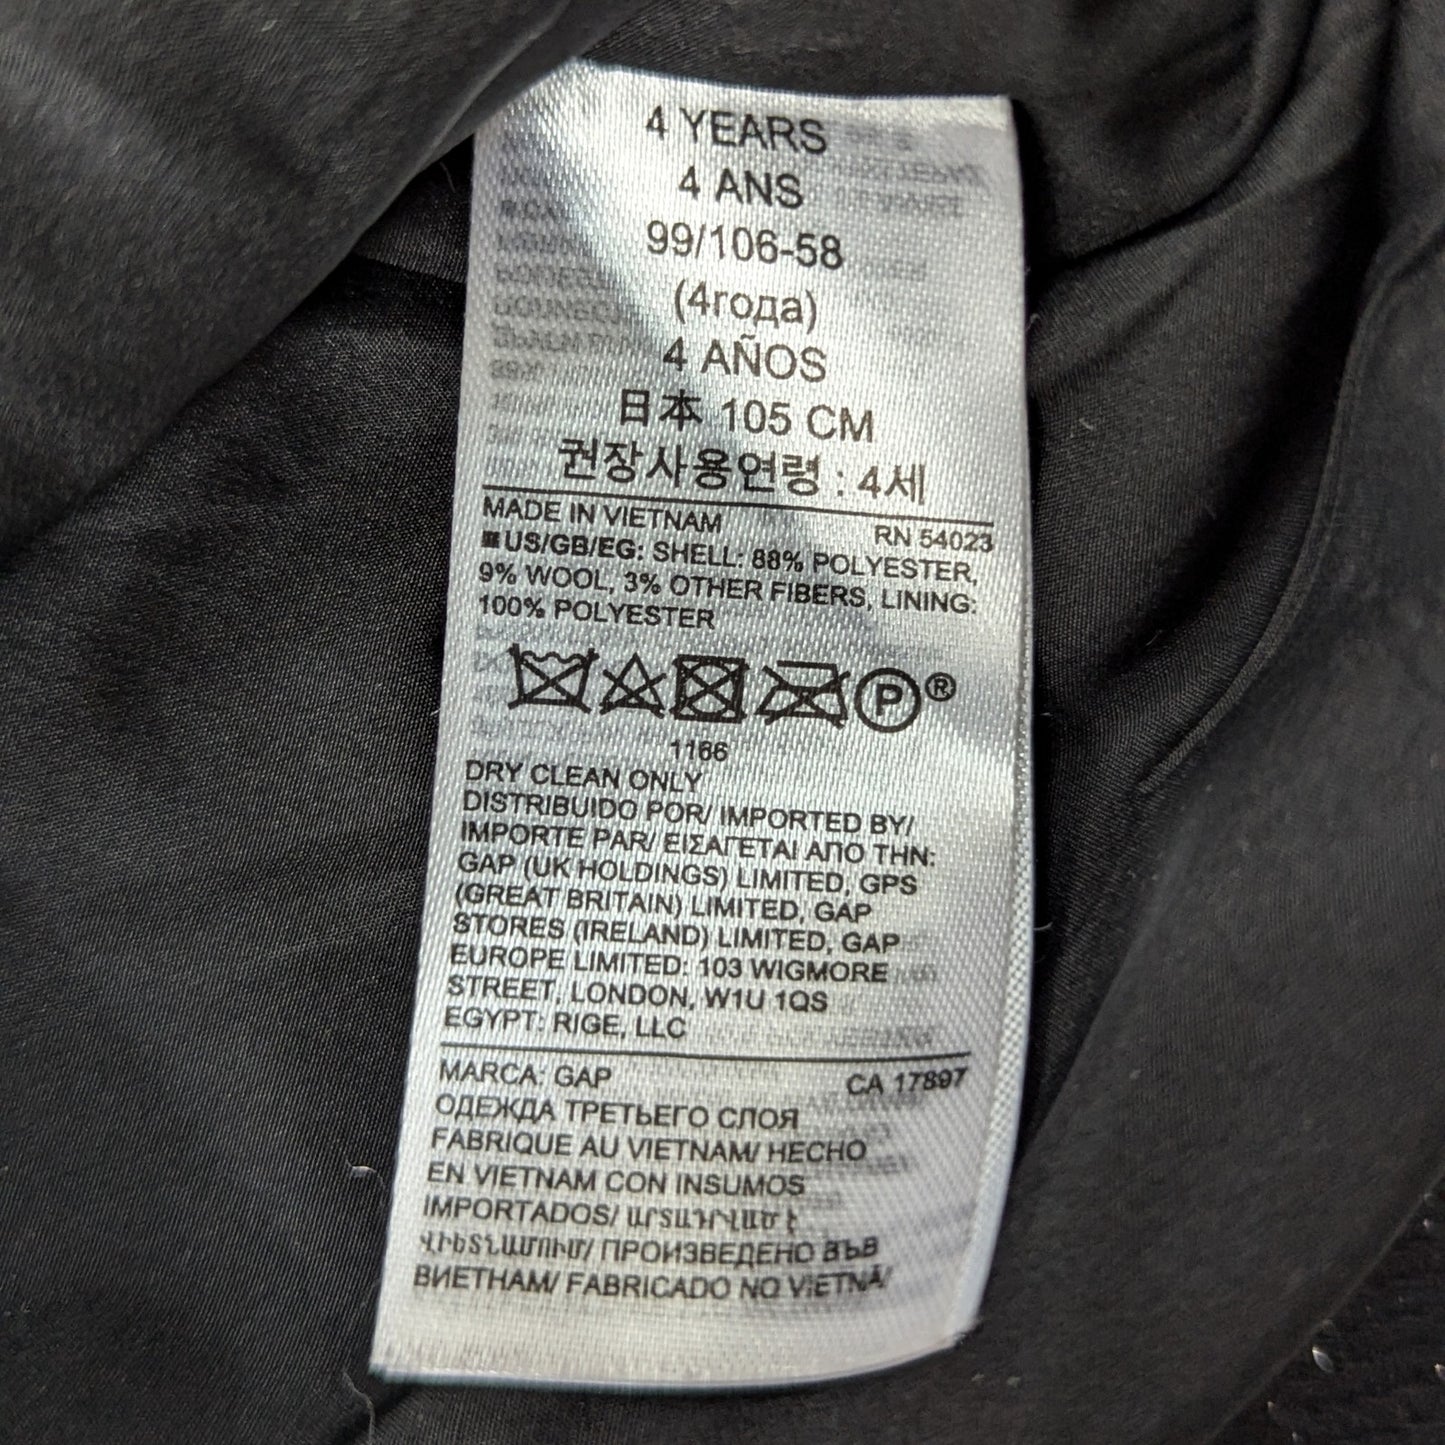 4 YEARS
4 ANS
99/106-58
(4года)
4 AÑOS
日本 105 CM
권장사용연령 : 4세
MADE IN VIETNAM RN 54023
■US/GB/EG: SHELL: 88% POLYESTER,
9% WOOL, 3% OTHER FIBERS, LINING:
100% POLYESTER
P ®
1166
DRY CLEAN ONLY
DISTRIBUIDO POR/ IMPORTED BY/
IMPORTE PAR/ ΕΙΣΑΓΕΤΑΙ ΑΠΟ ΤΗΝ:
GAP (UK HOLDINGS) LIMITED, GPS
(GREAT BRITAIN) LIMITED, GAP
STORES (IRELAND) LIMITED, GAP
EUROPE LIMITED: 103 WIGMORE
STREET, LONDON, W1U 1QS
EGYPT: RIGE, LLC
MARCA: GAP CA 17897
ОДЕЖДА ТРЕТЬЕГО СЛОЯ
FABRIQUE AU VIETNAM/ HECHO
EN VIETNAM CON INSUMOS
IMPORTADOS/ ԱՐՏԱԴՐՎԱԾ Է
ՎԻԵՏՆԱՄՈՒՄ/ ПРОИЗВЕДЕНО ВЪВ
ВИЕТНАМ/ FABRICADO NO VIETNÃ/